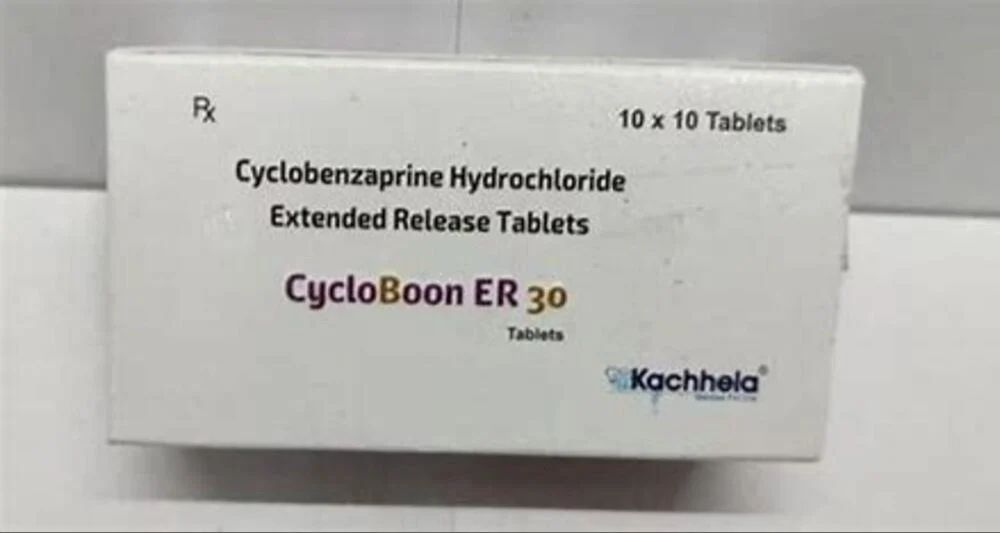 Rx
10 x 10 Tablets
Cyclobenzaprine Hydrochloride
Extended Release Tablets
CycloBoon ER 30
Tablets
Kachhela®